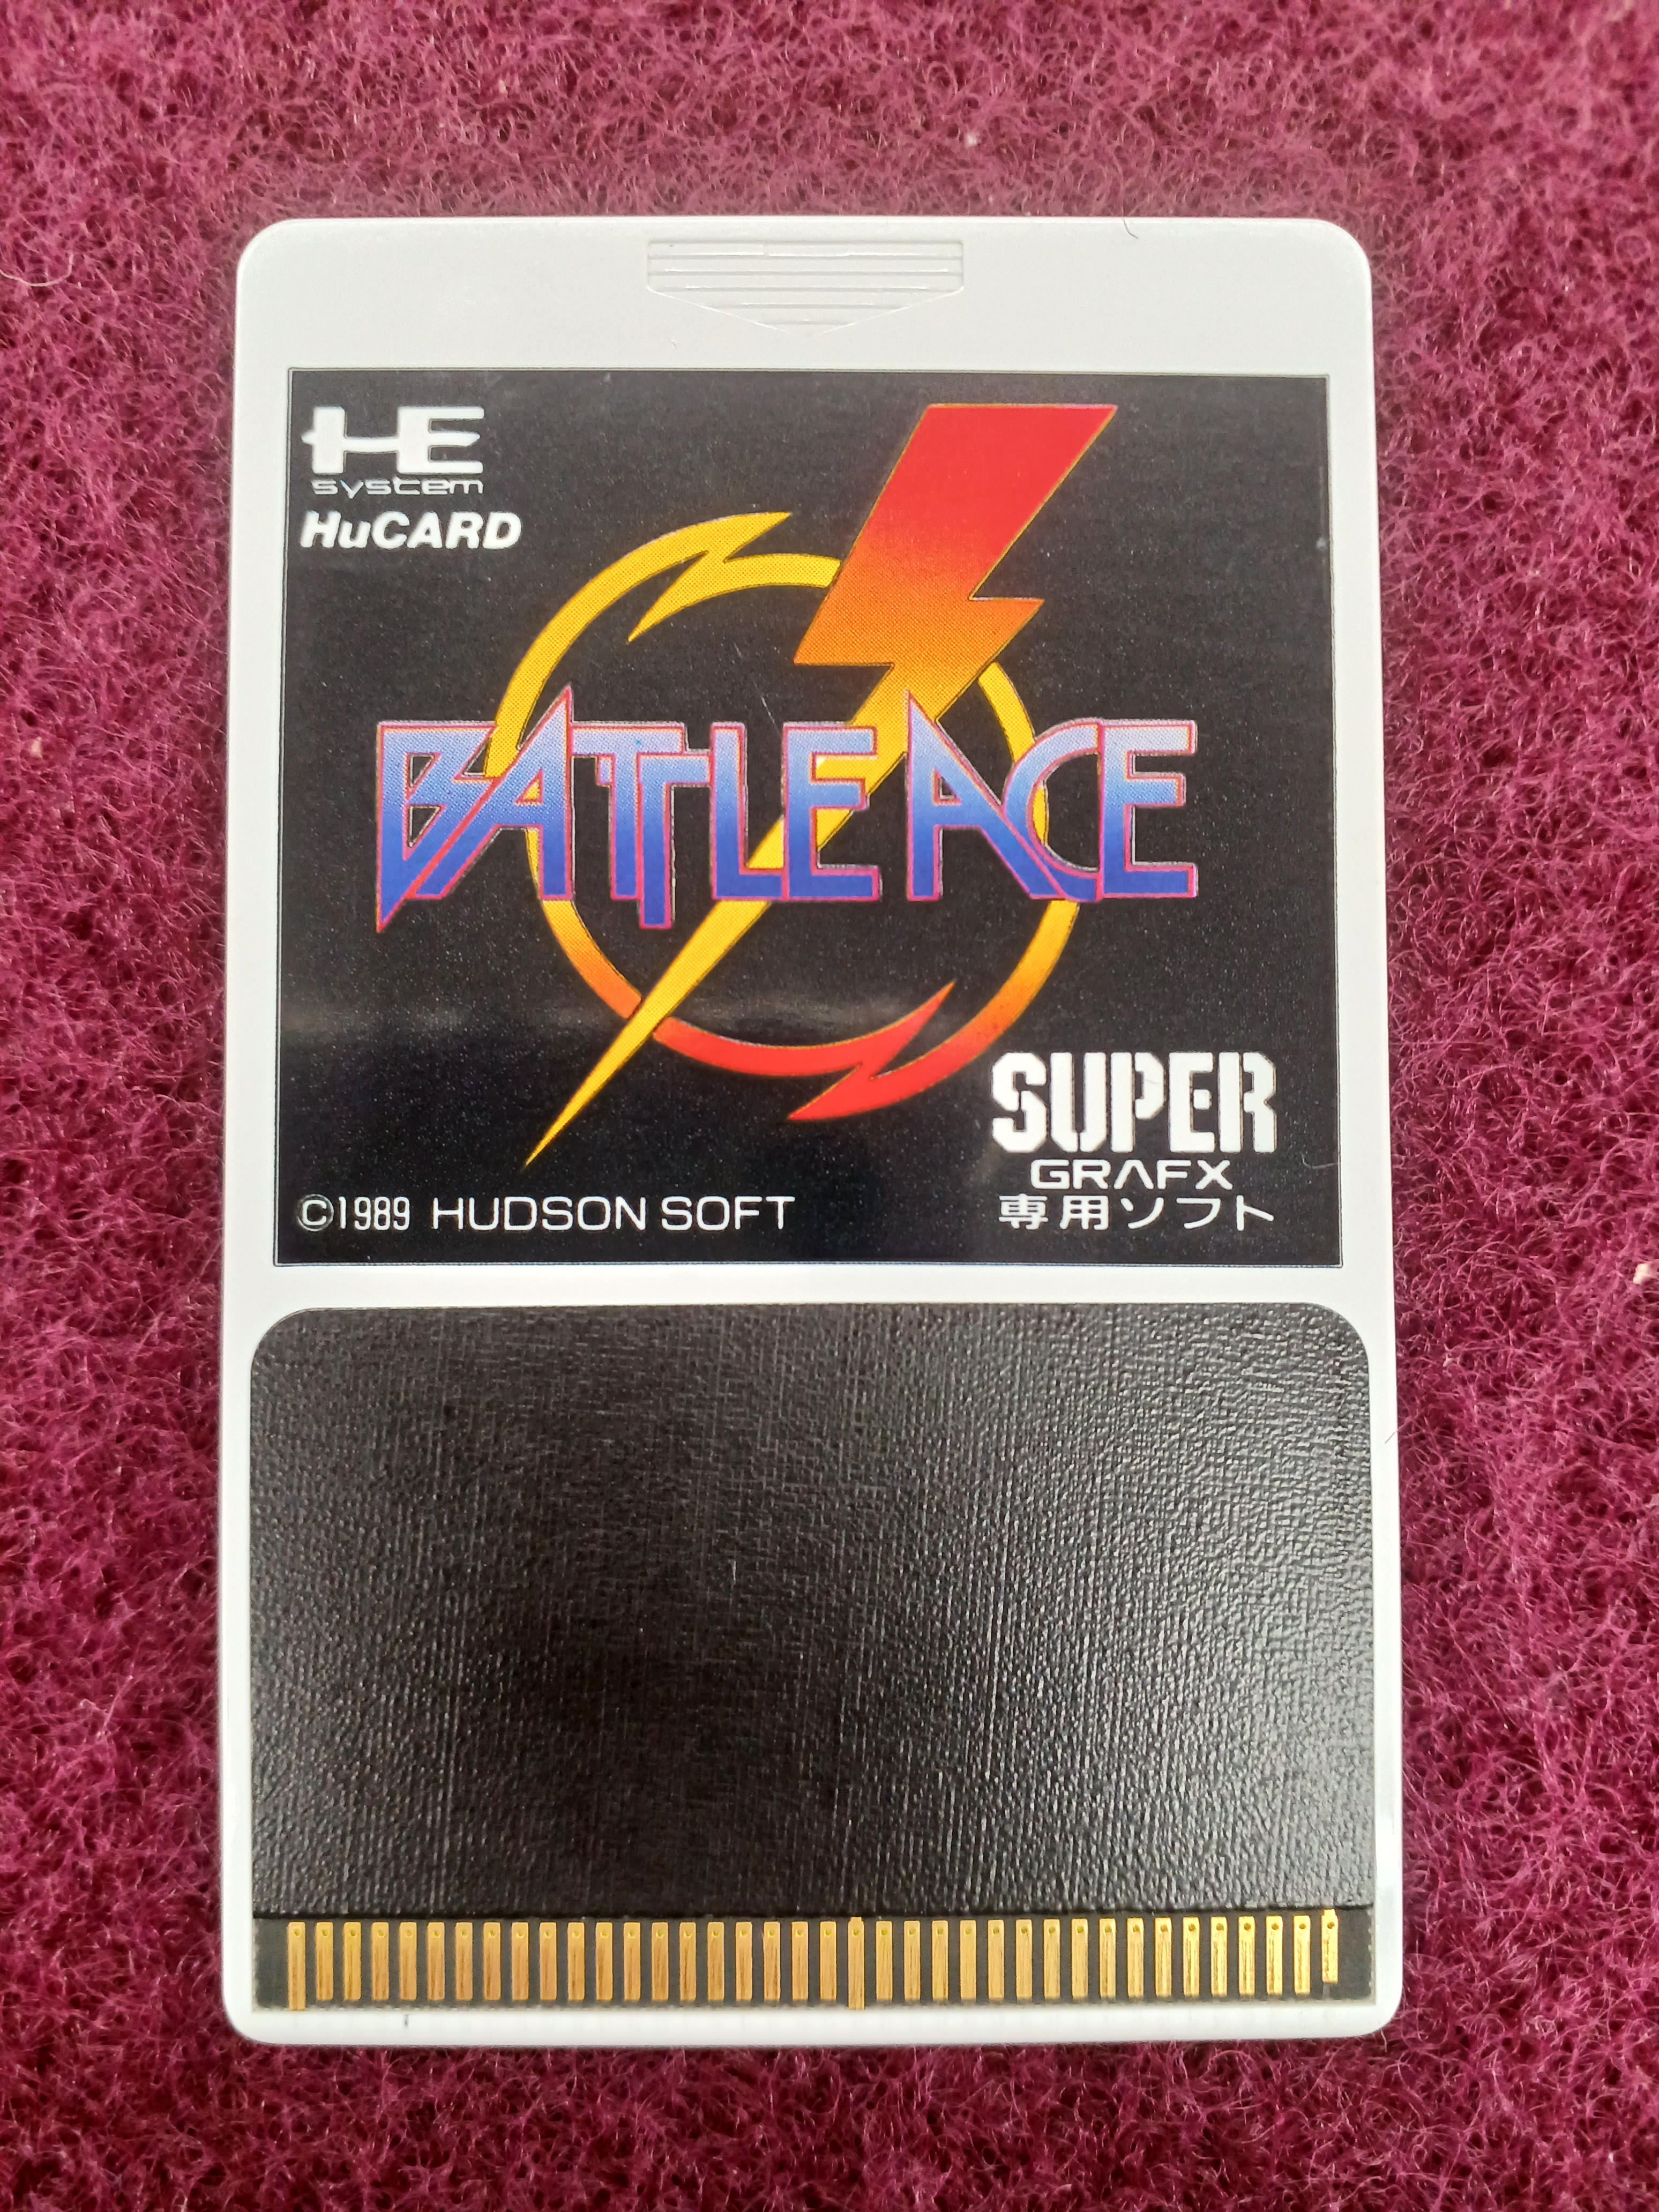 HE
system
HuCARD
BATTLE ACE
SUPER
GRAFX
専用ソフト
©1989 HUDSON SOFT